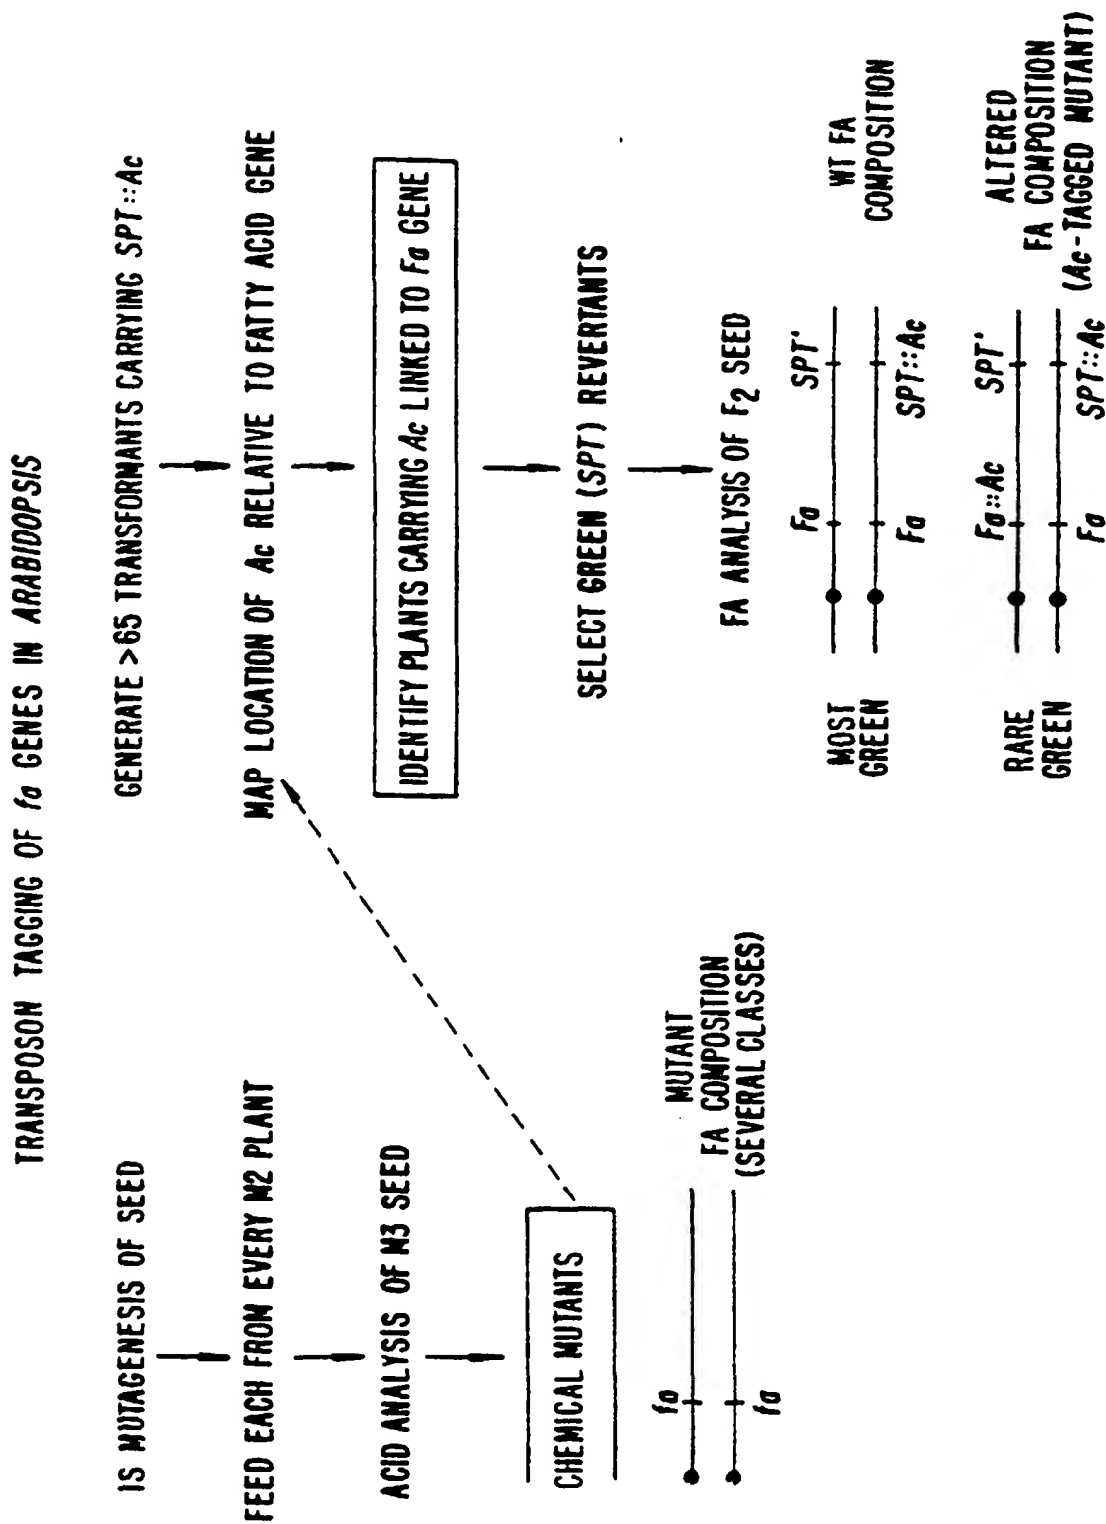 TRANSPOSON TAGGING OF fa GENES IN ARABIDOPSIS
IS MUTAGENESIS OF SEED
FEED EACH FROM EVERY M2 PLANT
ACID ANALYSIS OF M3 SEED
CHEMICAL MUTANTS
fa
fa
MUTANT
FA COMPOSITION
(SEVERAL CLASSES)
GENERATE >65 TRANSFORMANTS CARRYING SPT::Ac
MAP LOCATION OF Ac RELATIVE TO FATTY ACID GENE
IDENTIFY PLANTS CARRYING Ac LINKED TO Fa GENE
SELECT GREEN (SPT) REVERTANTS
FA ANALYSIS OF F2 SEED
MOST
GREEN
Fa SPT'
Fa SPT::Ac
WT FA
COMPOSITION
RARE
GREEN
Fa::Ac SPT'
Fa SPT::Ac
ALTERED
FA COMPOSITION
(Ac-TAGGED MUTANT)